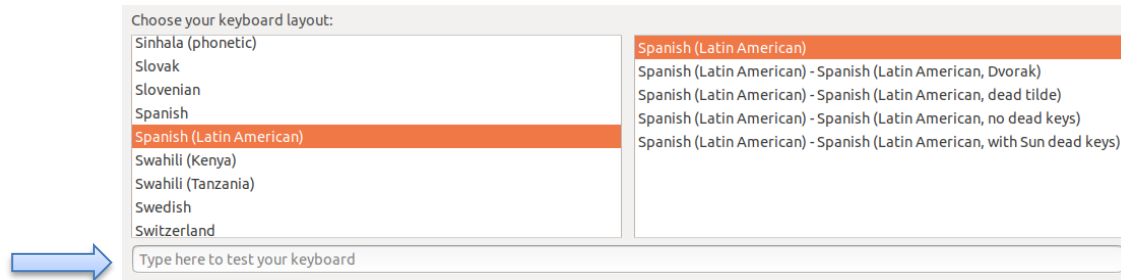 Choose your keyboard layout:
Sinhala (phonetic)
Slovak
Slovenian
Spanish
Spanish (Latin American)
Swahili (Kenya)
Swahili (Tanzania)
Swedish
Switzerland
Spanish (Latin American)
Spanish (Latin American) - Spanish (Latin American, Dvorak)
Spanish (Latin American) - Spanish (Latin American, dead tilde)
Spanish (Latin American) - Spanish (Latin American, no dead keys)
Spanish (Latin American) - Spanish (Latin American, with Sun dead keys)
Type here to test your keyboard